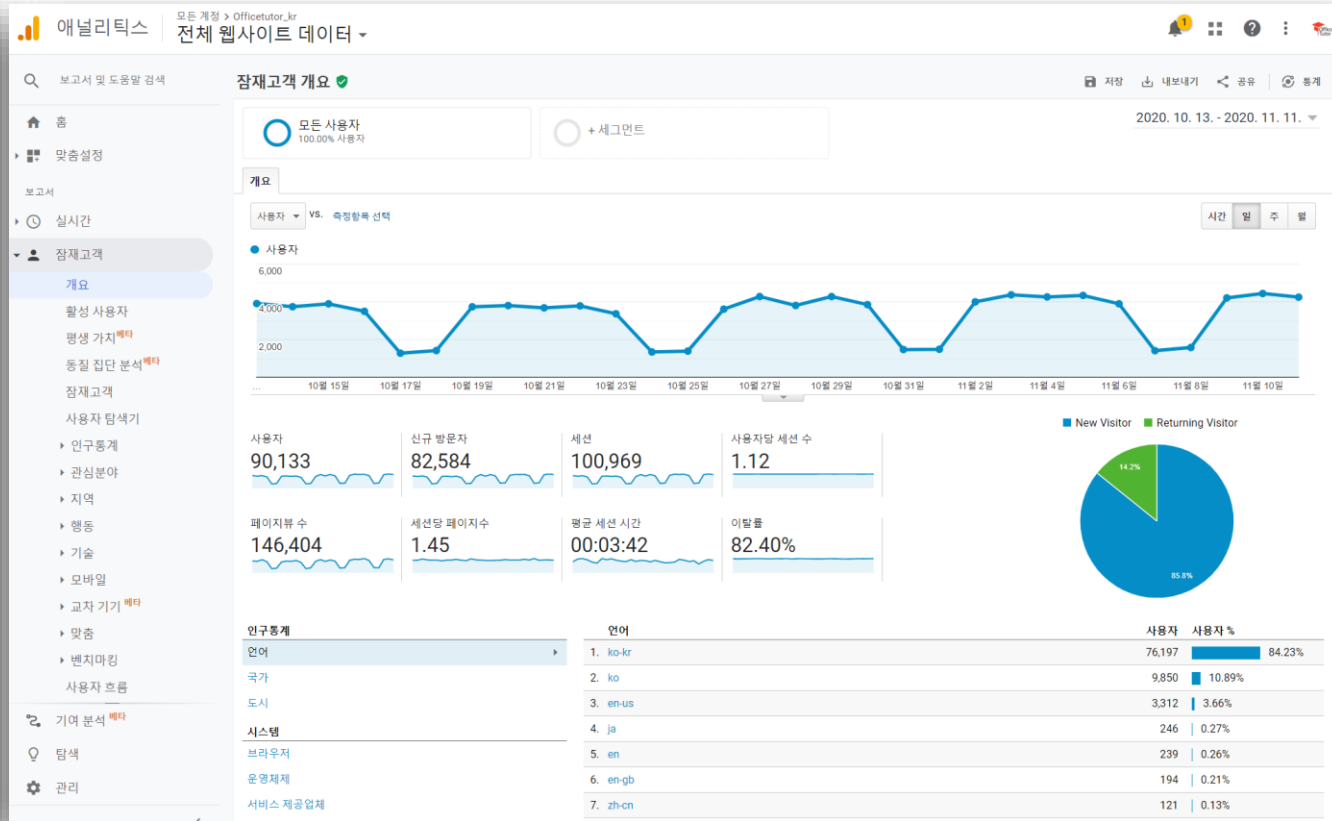 애널리틱스
모든 계정 > Officetutor_kr
전체 웹사이트 데이터
1
보고서 및 도움말 검색
홈
맞춤설정
보고서
실시간
잠재고객
개요
활성 사용자
평생 가치 베타
동질 집단 분석 베타
잠재고객
사용자 탐색기
인구통계
관심분야
지역
행동
기술
모바일
교차 기기 베타
맞춤
벤치마킹
사용자 흐름
기여 분석 베타
탐색
관리
잠재고객 개요
저장 내보내기 공유 통계
모든 사용자
100.00% 사용자
+ 세그먼트
2020. 10. 13. - 2020. 11. 11.
개요
사용자 VS. 측정항목 선택
시간 일 주 월
사용자
6,000
4,000
2,000
... 10월 15일 10월 17일 10월 19일 10월 21일 10월 23일 10월 25일 10월 27일 10월 29일 10월 31일 11월 2일 11월 4일 11월 6일 11월 8일 11월 10일
사용자 신규 방문자 세션 사용자당 세션 수
90,133 82,584 100,969 1.12
페이지뷰 수 세션당 페이지수 평균 세션 시간 이탈률
146,404 1.45 00:03:42 82.40%
New Visitor Returning Visitor
14.2%
85.8%
인구통계
언어
국가
도시
시스템
브라우저
운영체제
서비스 제공업체
언어 사용자 사용자 %
1. ko-kr 76,197 84.23%
2. ko 9,850 10.89%
3. en-us 3,312 3.66%
4. ja 246 0.27%
5. en 239 0.26%
6. en-gb 194 0.21%
7. zh-cn 121 0.13%